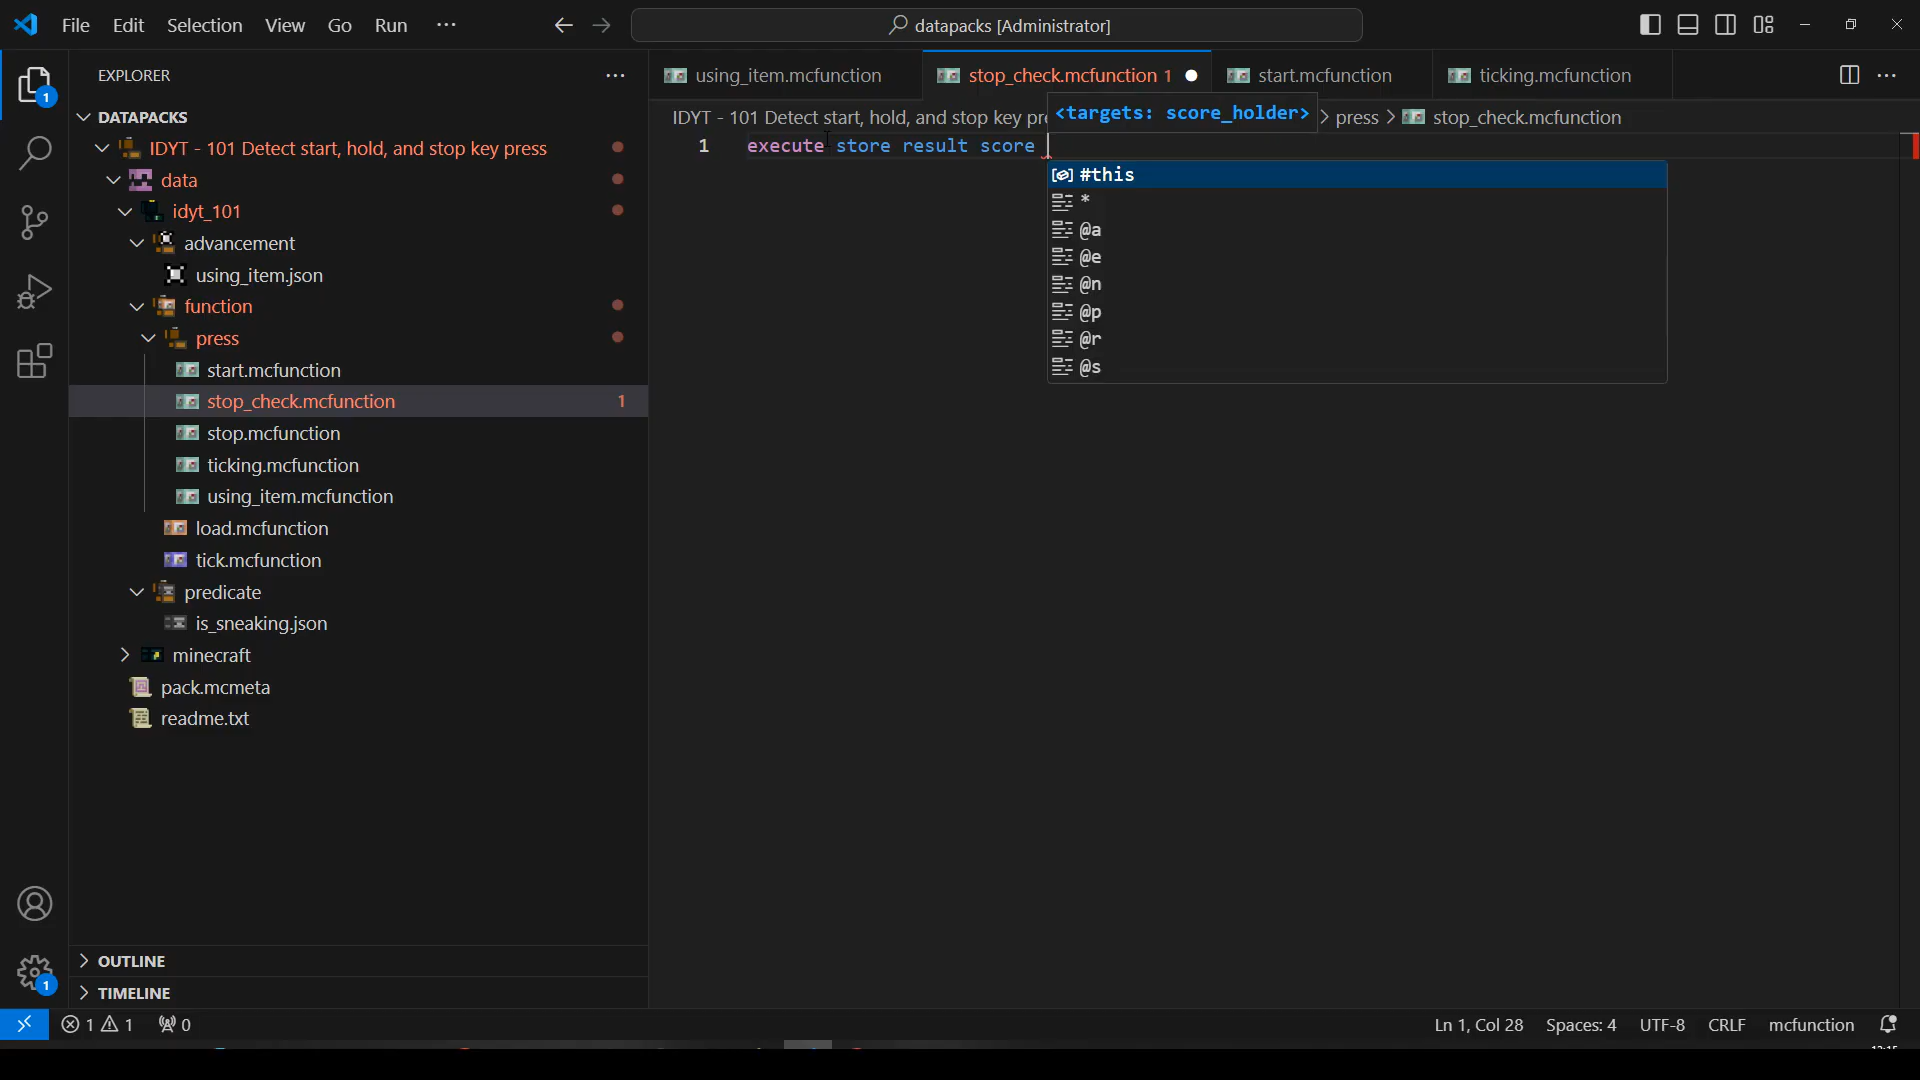 File Edit Selection View Go Run ···
datapacks [Administrator]
EXPLORER
DATAPACKS
IDYT - 101 Detect start, hold, and stop key press
data
idyt_101
advancement
using_item.json
function
press
start.mcfunction
stop_check.mcfunction 1
stop.mcfunction
ticking.mcfunction
using_item.mcfunction
load.mcfunction
tick.mcfunction
predicate
is_sneaking.json
minecraft
pack.mcmeta
readme.txt
OUTLINE
TIMELINE
1
1
using_item.mcfunction
stop_check.mcfunction 1
start.mcfunction
ticking.mcfunction
IDYT - 101 Detect start, hold, and stop key pre
<targets: score_holder>
> press > stop_check.mcfunction
1 execute store result score
#this
*
@a
@e
@n
@p
@r
@s
1 1 0
Ln 1, Col 28 Spaces: 4 UTF-8 CRLF mcfunction